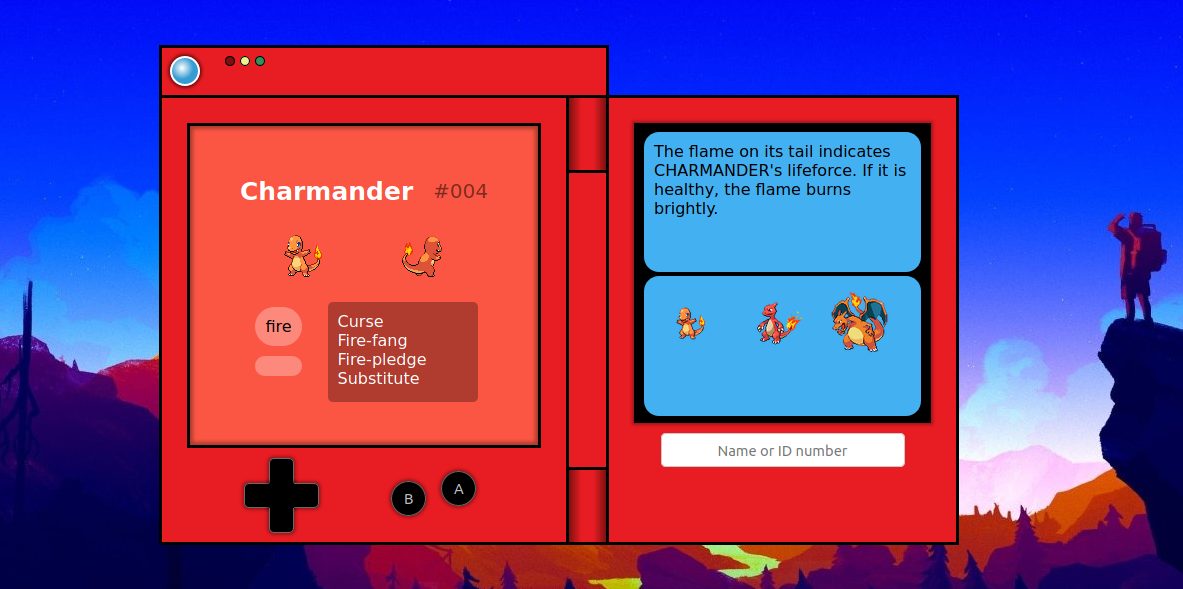 Charmander #004
fire
Curse
Fire-fang
Fire-pledge
Substitute
B
A
The flame on its tail indicates
CHARMANDER's lifeforce. If it is
healthy, the flame burns
brightly.
Name or ID number